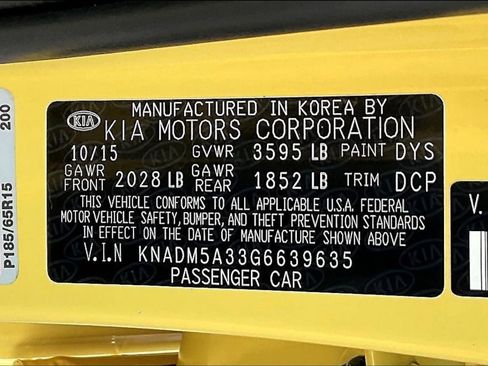 MANUFACTURED IN KOREA BY
KIA KIA MOTORS CORPORATION
10/15 GVWR 3595 LB PAINT DYS
GAWR FRONT 2028 LB GAWR REAR 1852 LB TRIM DCP
THIS VEHICLE CONFORMS TO ALL APPLICABLE U.S.A. FEDERAL
MOTOR VEHICLE SAFETY, BUMPER, AND THEFT PREVENTION STANDARDS
IN EFFECT ON THE DATE OF MANUFACTURE SHOWN ABOVE
V.I.N KNADM5A33G6639635
PASSENGER CAR
P185/65R15 200
V.